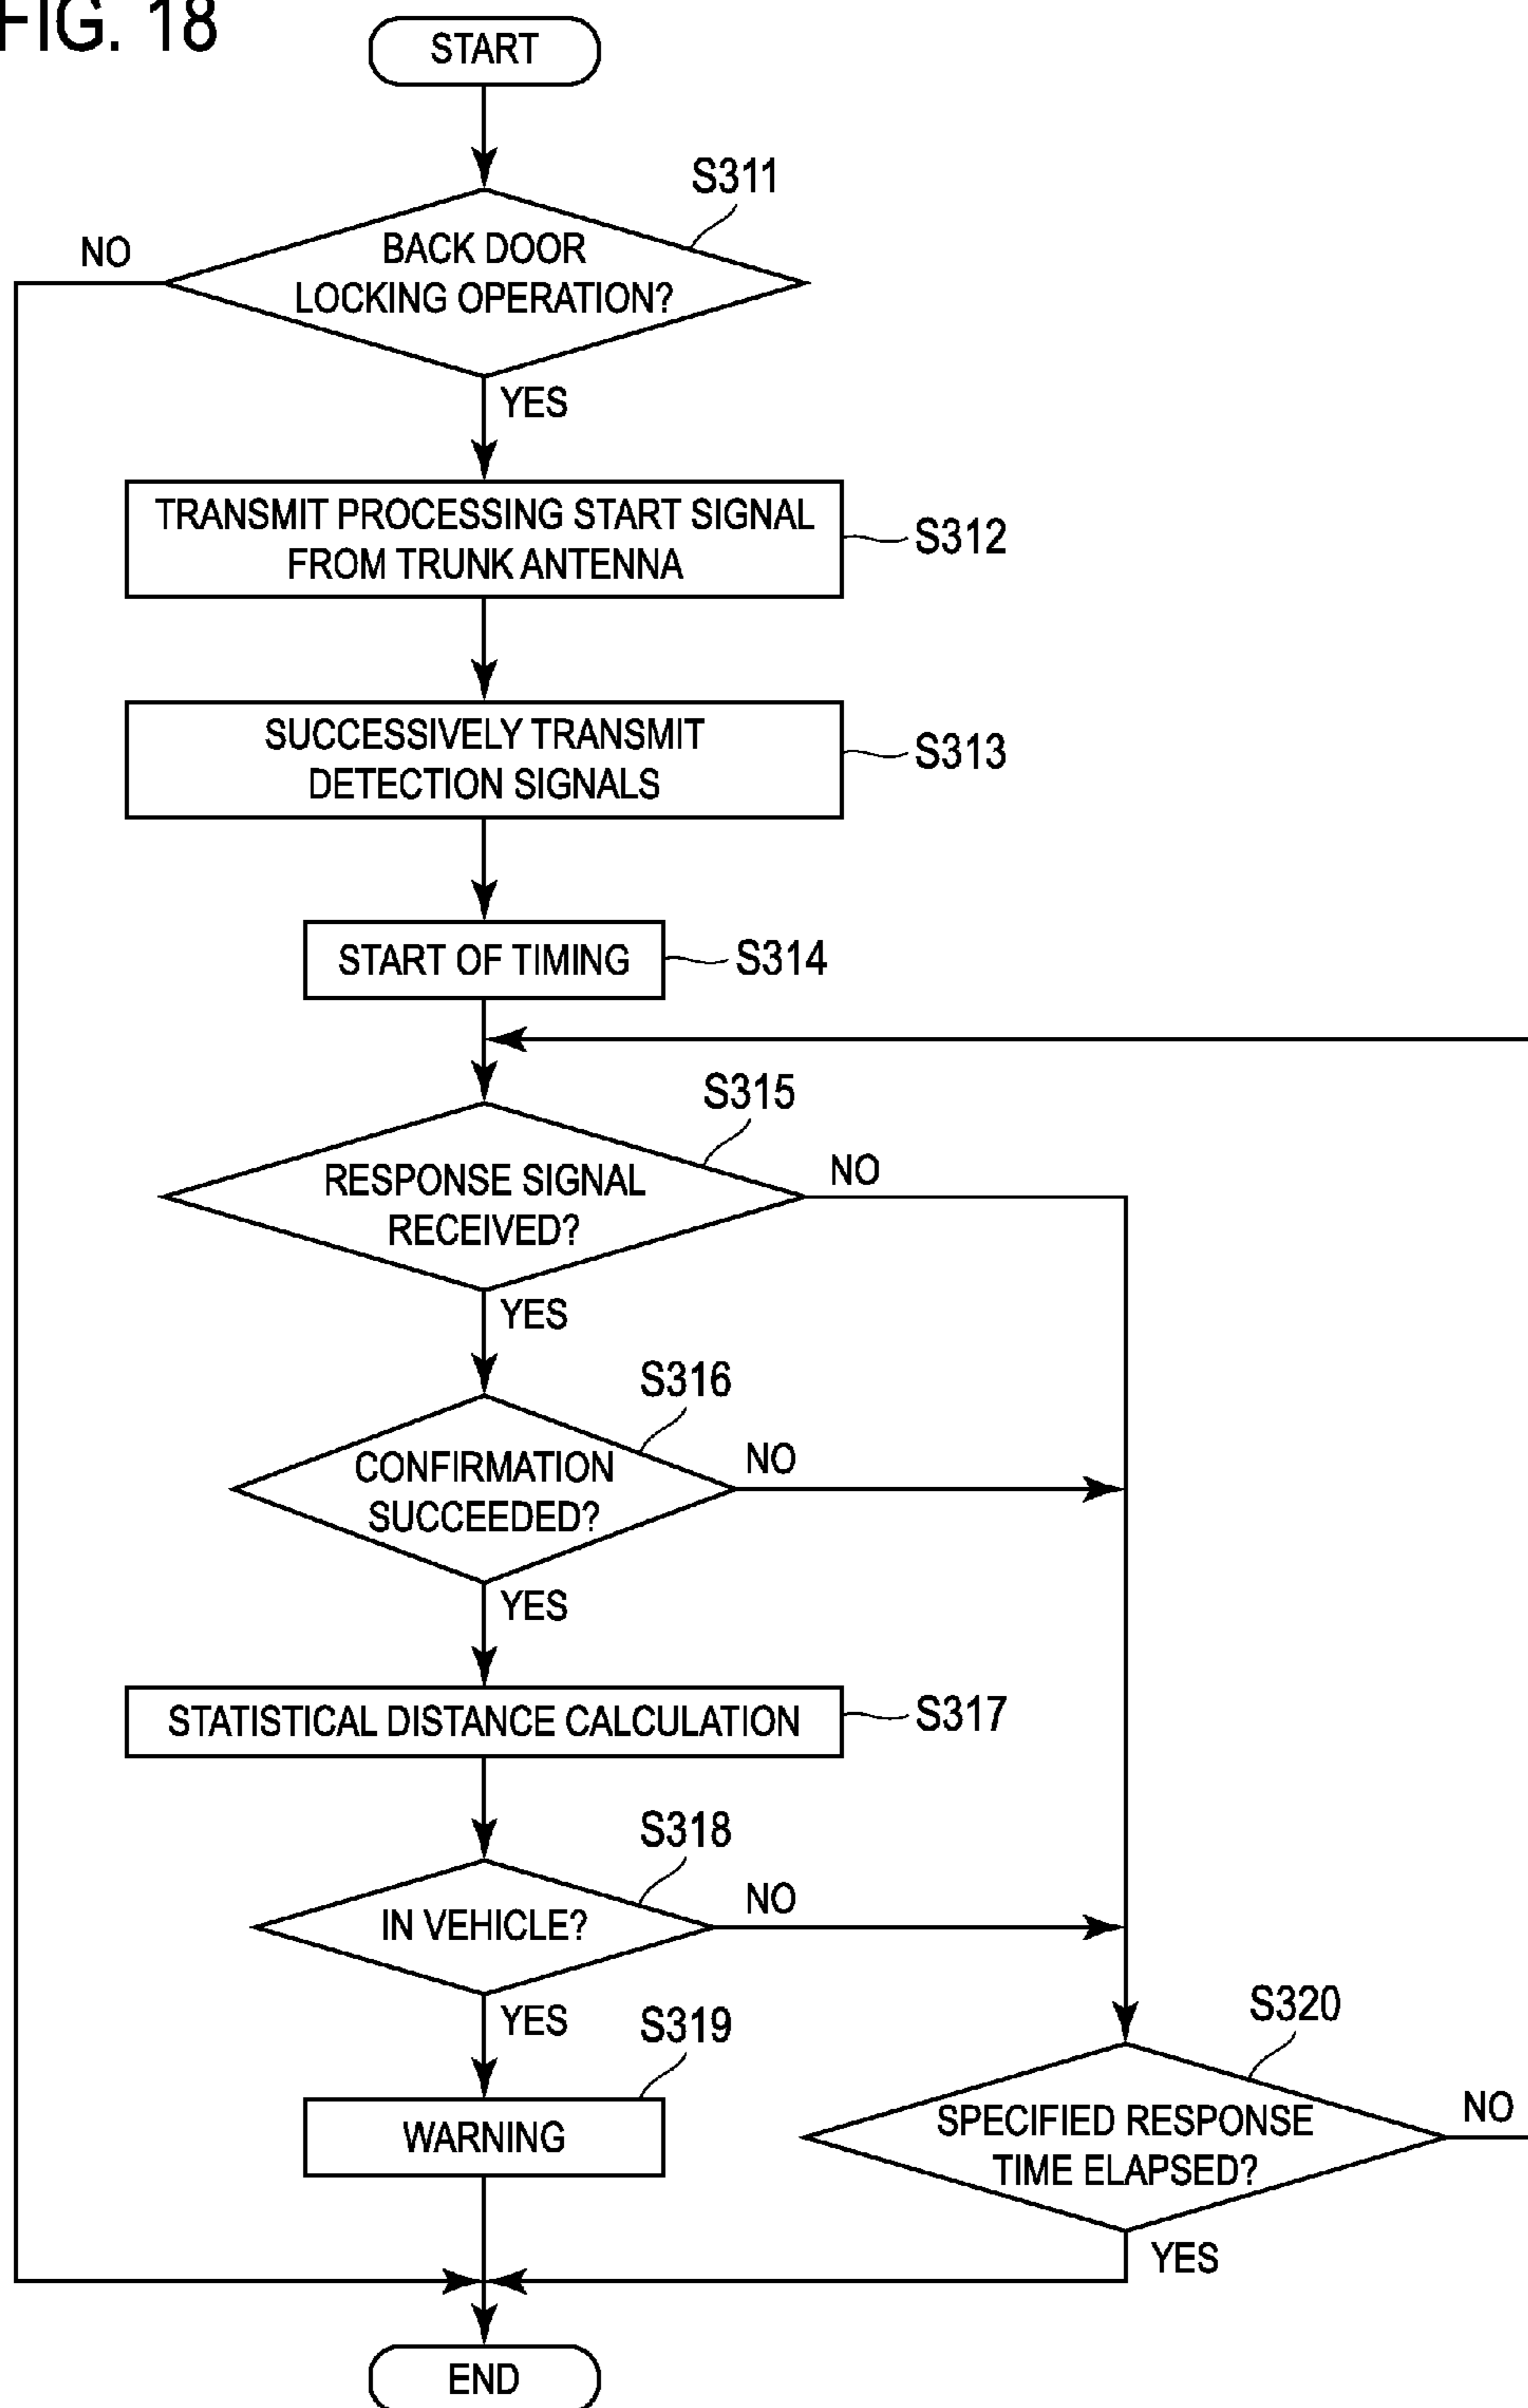 FIG. 18
START
S311
NO
BACK DOOR
LOCKING OPERATION?
YES
TRANSMIT PROCESSING START SIGNAL
FROM TRUNK ANTENNA
S312
SUCCESSIVELY TRANSMIT
DETECTION SIGNALS
S313
START OF TIMING
S314
S315
RESPONSE SIGNAL
RECEIVED?
NO
YES
S316
CONFIRMATION
SUCCEEDED?
NO
YES
STATISTICAL DISTANCE CALCULATION
S317
S318
IN VEHICLE?
NO
YES
S319
WARNING
S320
SPECIFIED RESPONSE
TIME ELAPSED?
NO
YES
END